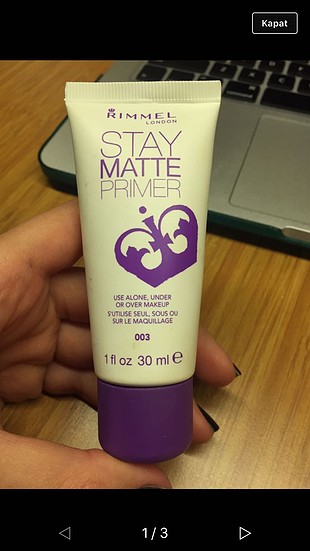 Kapat
RIMMEL
LONDON
STAY
MATTE
PRIMER
USE ALONE, UNDER
OR OVER MAKEUP
S'UTILISE SEUL, SOUS OU
SUR LE MAQUILLAGE
003
1 fl oz 30 ml e
1 / 3